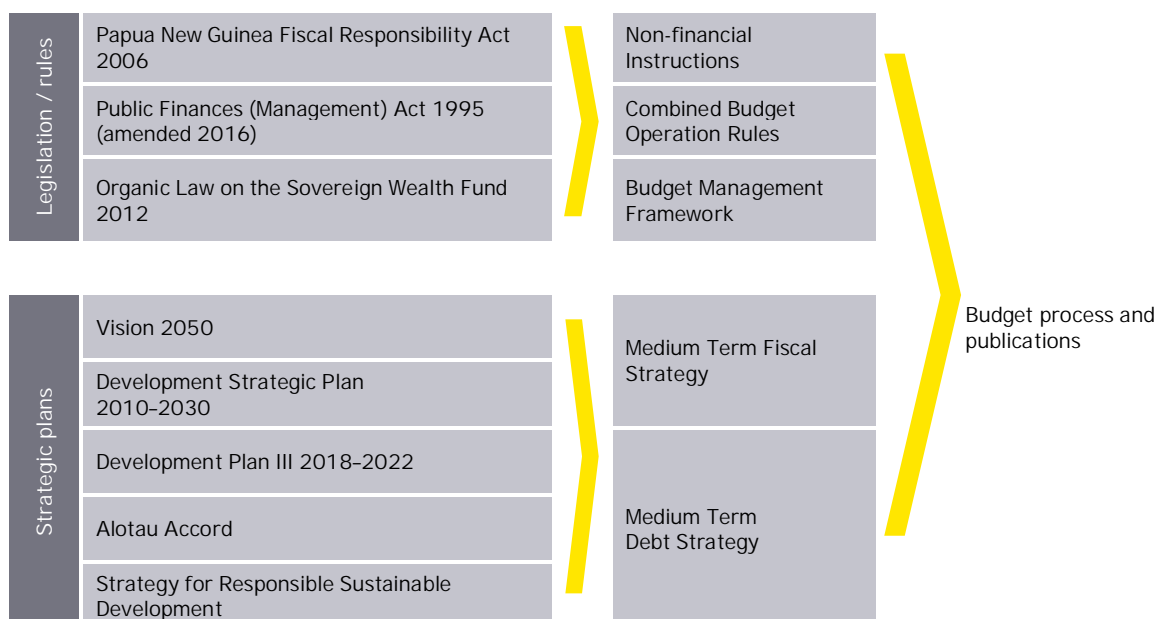 Legislation / rules
Papua New Guinea Fiscal Responsibility Act
2006
Public Finances (Management) Act 1995
(amended 2016)
Organic Law on the Sovereign Wealth Fund
2012
Non-financial
Instructions
Combined Budget
Operation Rules
Budget Management
Framework
Strategic plans
Vision 2050
Development Strategic Plan
2010–2030
Development Plan III 2018–2022
Alotau Accord
Strategy for Responsible Sustainable
Development
Medium Term Fiscal
Strategy
Medium Term
Debt Strategy
Budget process and
publications